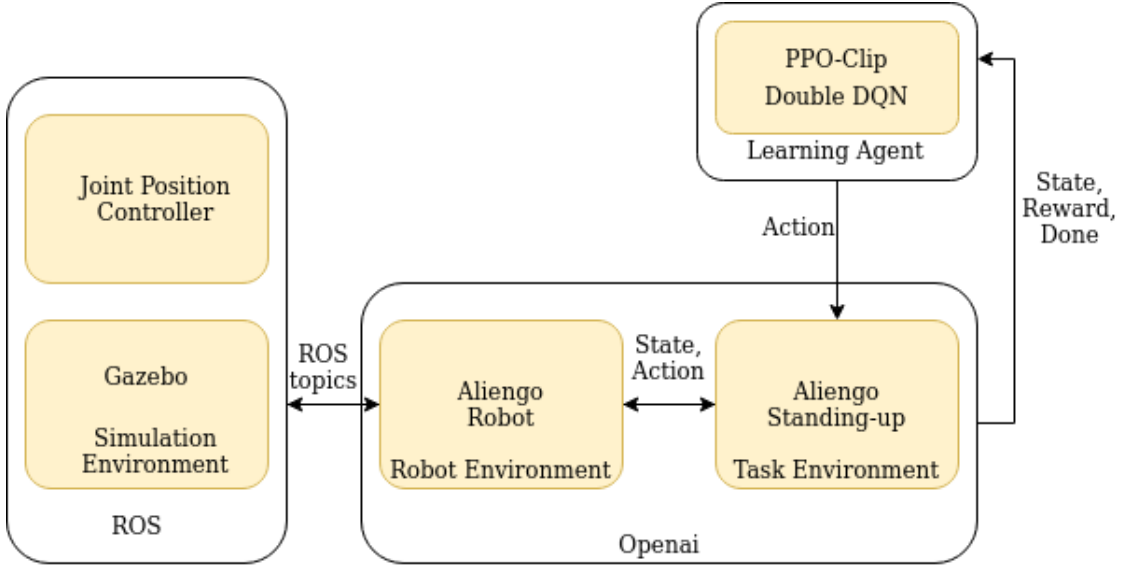 PPO-Clip
Double DQN
Learning Agent
Joint Position
Controller
Gazebo
Simulation
Environment
ROS
ROS
topics
Action
State,
Reward,
Done
Aliengo
Robot
Robot Environment
State,
Action
Aliengo
Standing-up
Task Environment
Openai